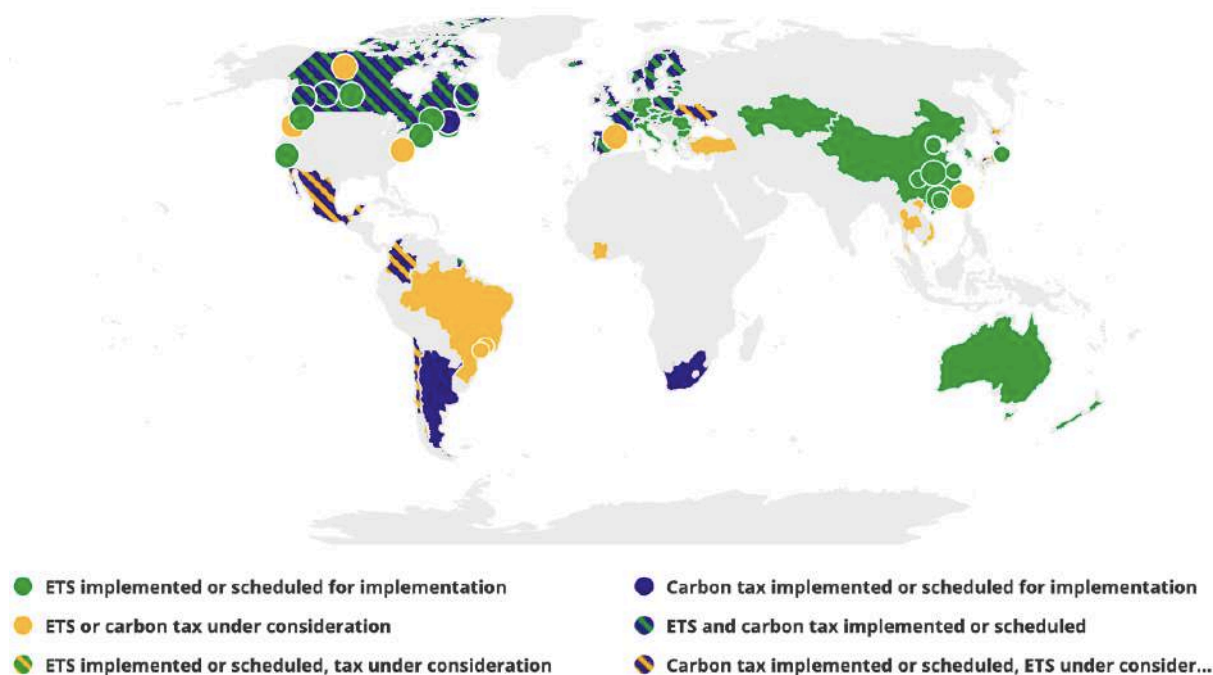 ETS implemented or scheduled for implementation
Carbon tax implemented or scheduled for implementation
ETS or carbon tax under consideration
ETS and carbon tax implemented or scheduled
ETS implemented or scheduled, tax under consideration
Carbon tax implemented or scheduled, ETS under consider...